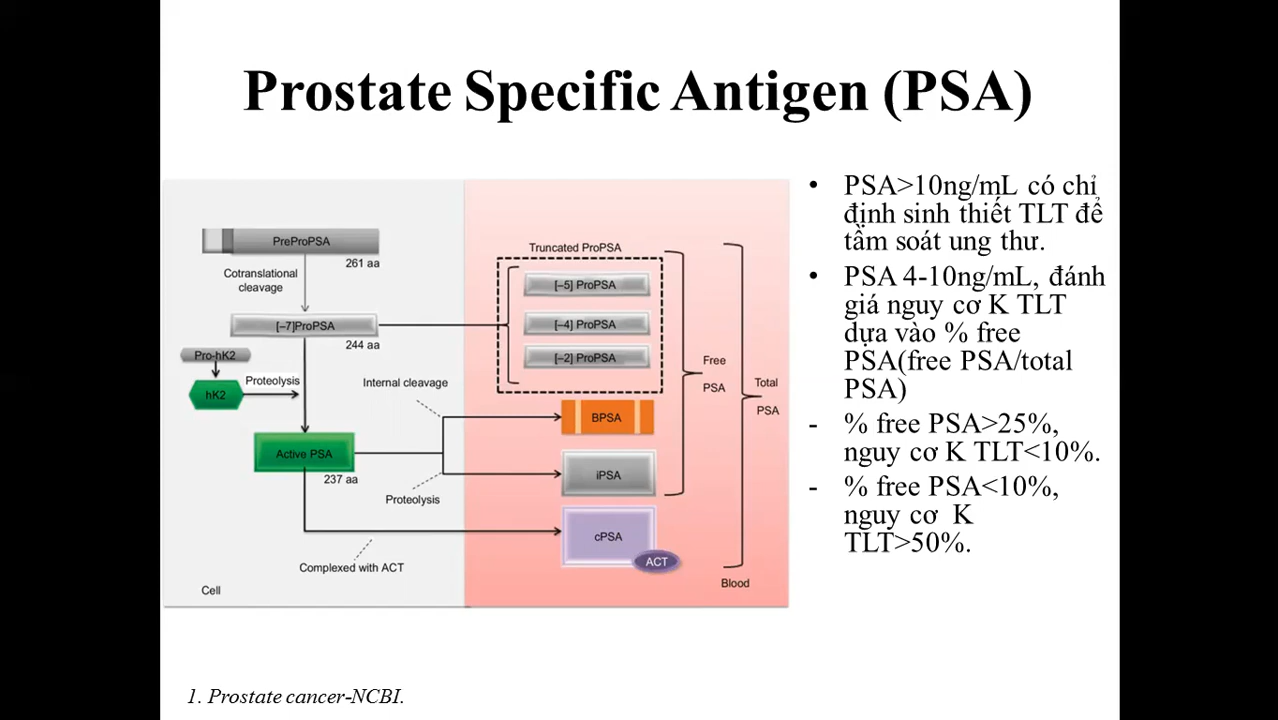 Prostate Specific Antigen (PSA)
PreProPSA
261 aa
Cotranslational
cleavage
[–7]ProPSA
244 aa
Pro-hK2
hK2
Proteolysis
Internal cleavage
Active PSA
237 aa
Proteolysis
Complexed with ACT
Cell
Truncated ProPSA
[–5] ProPSA
[–4] ProPSA
[–2] ProPSA
BPSA
iPSA
cPSA
ACT
Free
PSA
Total
PSA
Blood
• PSA>10ng/mL có chỉ
định sinh thiết TLT để
tầm soát ung thư.
• PSA 4-10ng/mL, đánh
giá nguy cơ K TLT
dựa vào % free
PSA(free PSA/total
PSA)
- % free PSA>25%,
nguy cơ K TLT<10%.
- % free PSA<10%,
nguy cơ K
TLT>50%.
1. Prostate cancer-NCBI.